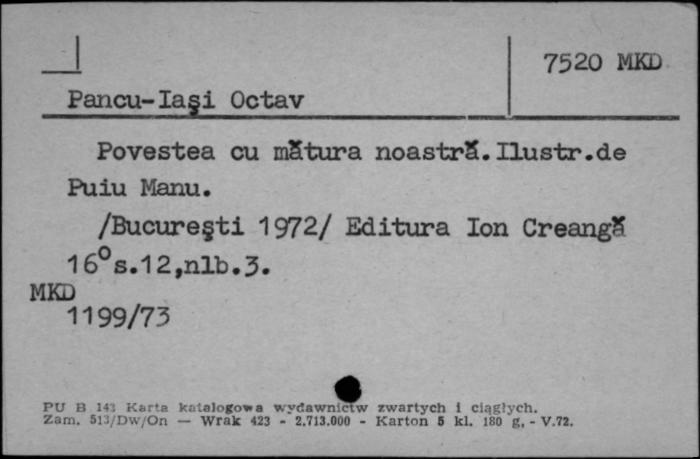 7520 MKD
Pancu-Iaşi Octav
Povestea cu mătura noastră.Ilustr.de
Puiu Manu.
/Bucureşti 1972/ Editura Ion Creangă
16° s.12,nlb.3.
MKD
1199/73
PU B 143 Karta katalogowa wydawnictw zwartych i ciągłych.
Zam. 513/Dw/On — Wrak 423 - 2.713.000 - Karton 5 kl. 180 g, - V.72.